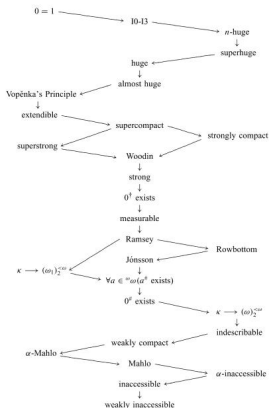 0 = 1
I0-I3
n-huge
superhuge
huge
almost huge
Vopěnka's Principle
extendible
supercompact
strongly compact
superstrong
Woodin
strong
0† exists
measurable
Ramsey
Rowbottom
κ ⟶ (ω₁)₂^<ω
Jónsson
∀a ∈ ^ωω(a# exists)
0# exists
κ ⟶ (ω)₂^<ω
indescribable
weakly compact
α-Mahlo
Mahlo
α-inaccessible
inaccessible
weakly inaccessible